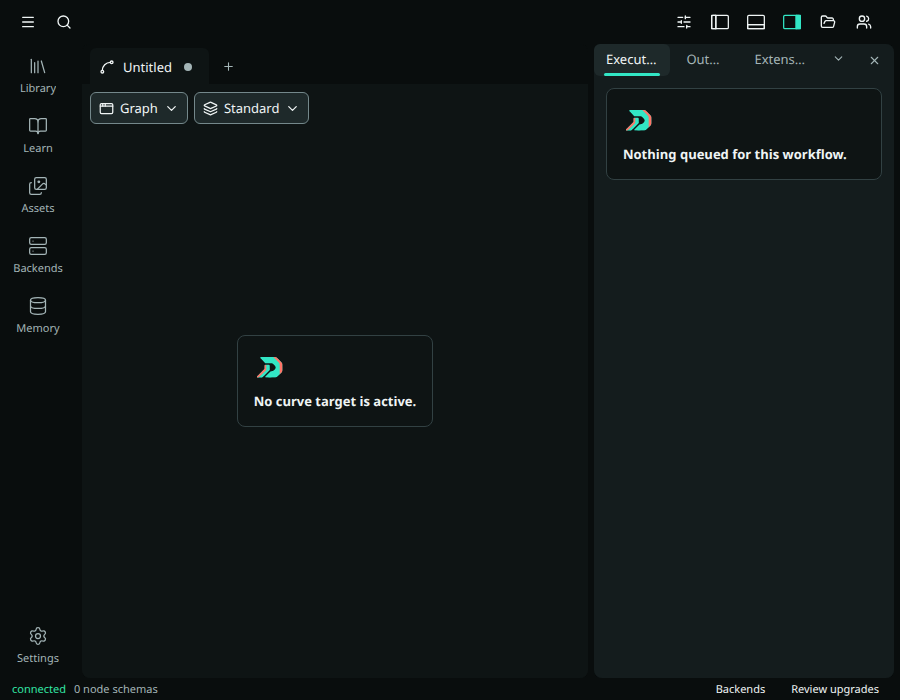 Untitled
Graph
Standard
Library
Learn
Assets
Backends
Memory
Settings
No curve target is active.
Execut...
Out...
Extens...
Nothing queued for this workflow.
connected
0 node schemas
Backends
Review upgrades